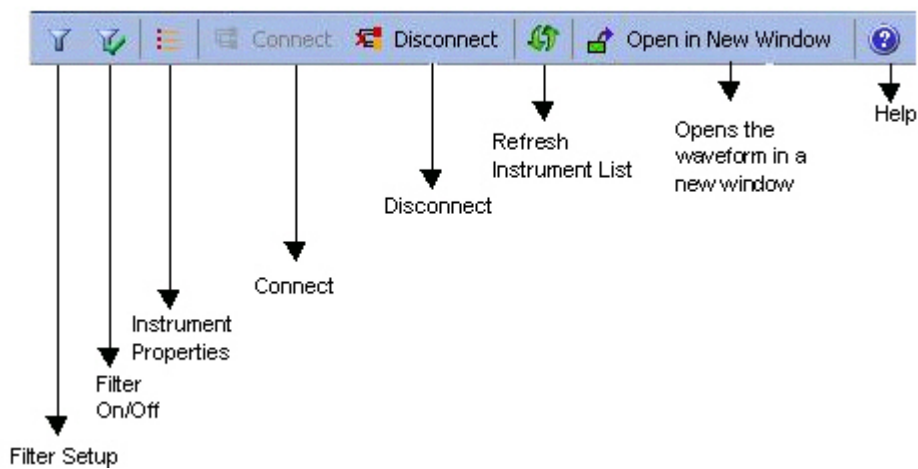 Connect Disconnect Open in New Window
Help
Opens the
waveform in a
new window
Refresh
Instrument List
Disconnect
Connect
Instrument
Properties
Filter
On/Off
Filter Setup